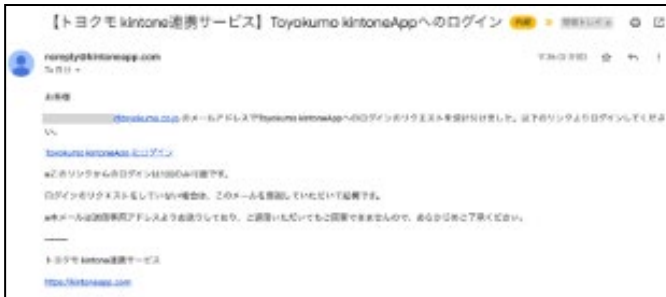 【トヨクモ kintone連携サービス】Toyokumo kintoneAppへのログイン
noreply@kintoneapp.com
To 自分
お客様
@toyokumo.co.jp のメールアドレスでToyokumo kintoneAppへのログインのリクエストを受け付けました。以下のリンクよりログインしてくださ
い。
Toyokumo kintoneApp にログイン
※このリンクからのログインは1回のみ可能です。
ログインのリクエストをしていない場合は、このメールを無視していただいて結構です。
※本メールは送信専用アドレスよりお送りしており、ご返信いただいてもご回答できませんので、あらかじめご了承ください。
トヨクモ kintone連携サービス
https://kintoneapp.com